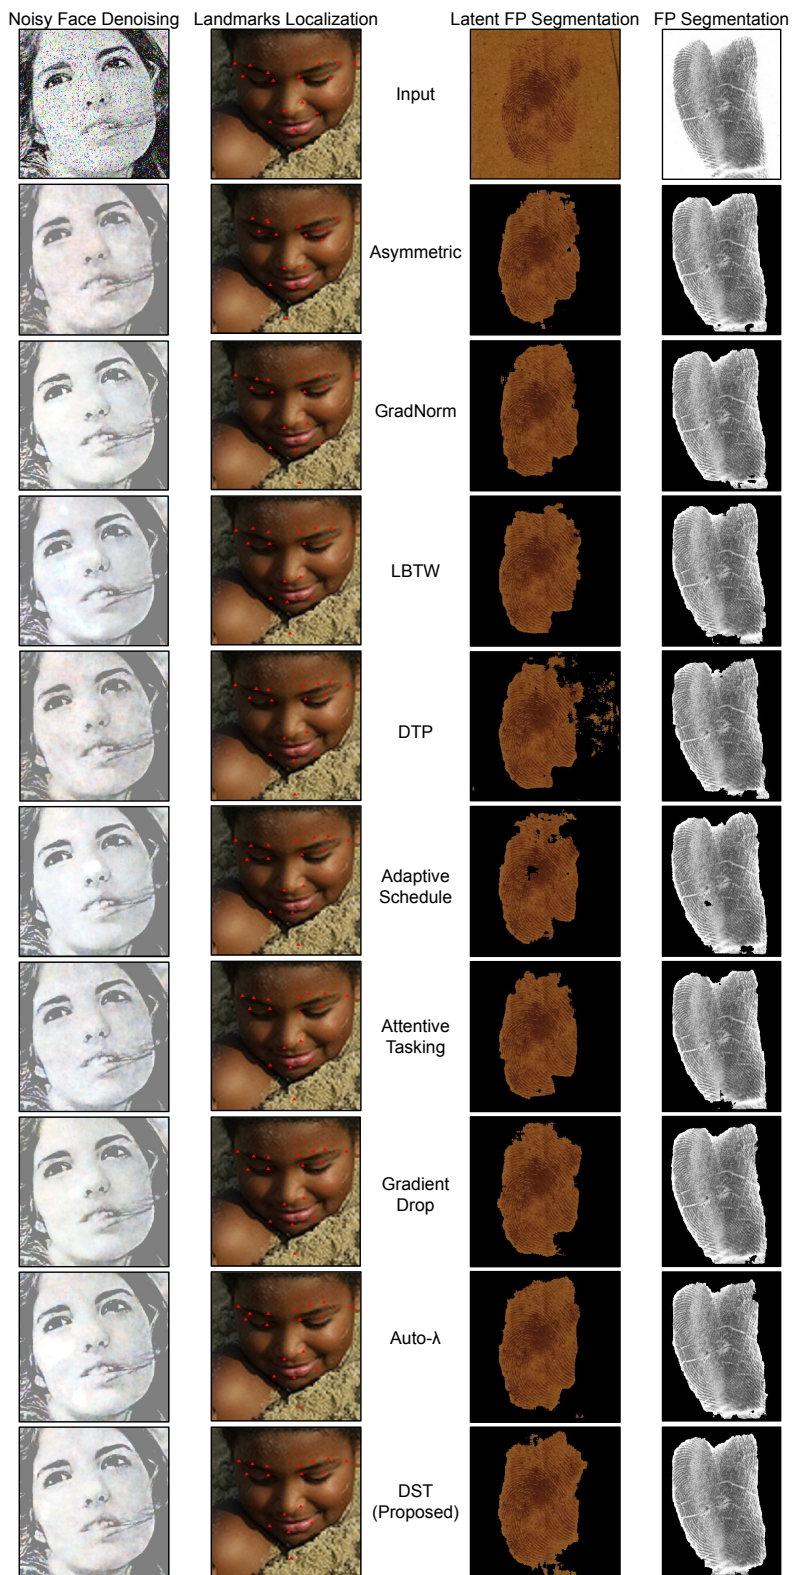 Noisy Face Denoising Landmarks Localization Latent FP Segmentation FP Segmentation
Input
Asymmetric
GradNorm
LBTW
DTP
Adaptive
Schedule
Attentive
Tasking
Gradient
Drop
Auto-λ
DST
(Proposed)